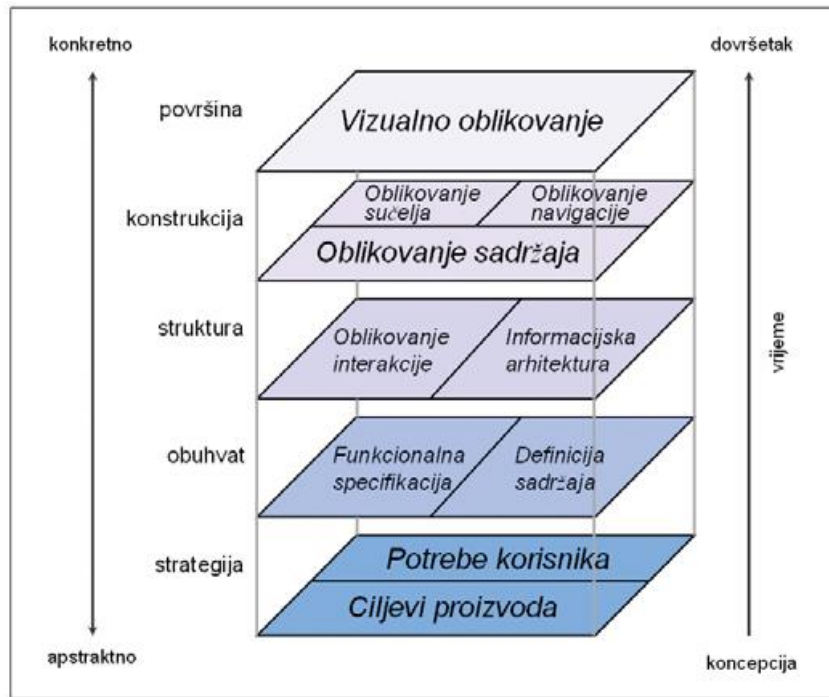 konkretno
dovršetak
površina
Vizualno oblikovanje
konstrukcija
Oblikovanje
sučelja
Oblikovanje
navigacije
Oblikovanje sadržaja
struktura
Oblikovanje
interakcije
Informacijska
arhitektura
vrijeme
obuhvat
Funkcionalna
specifikacija
Definicija
sadržaja
strategija
Potrebe korisnika
Ciljevi proizvoda
apstraktno
koncepcija